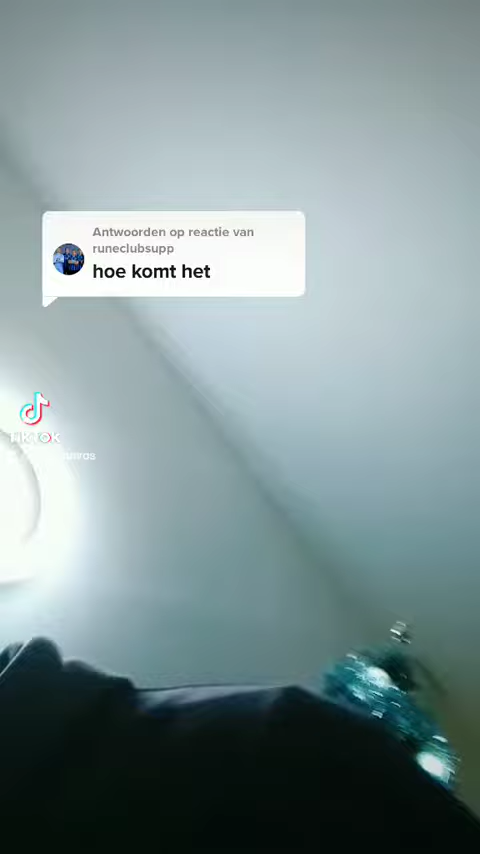 Antwoorden op reactie van
runeclubsupp
hoe komt het
TikTok